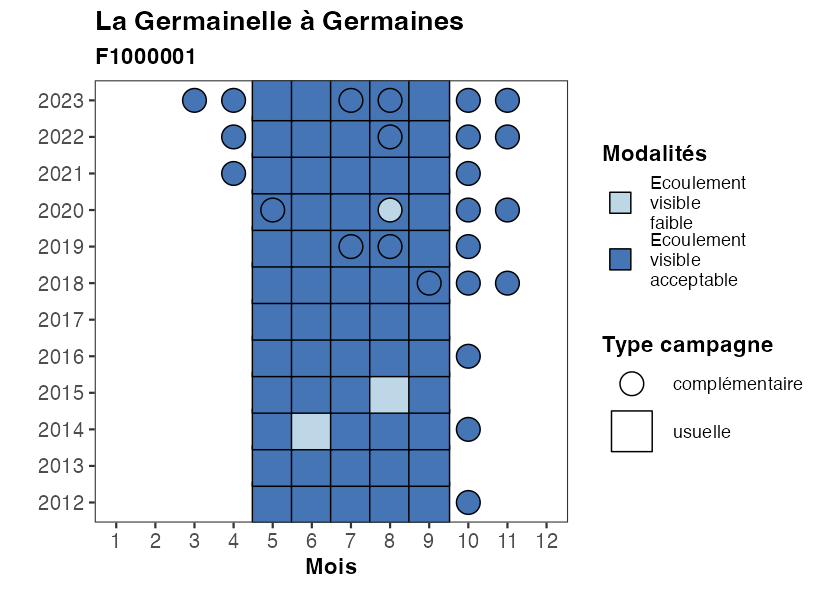 La Germainelle à Germaines
F1000001
2023
2022
2021
2020
2019
2018
2017
2016
2015
2014
2013
2012
1 2 3 4 5 6 7 8 9 10 11 12
Mois
Modalités
Ecoulement
visible
faible
Ecoulement
visible
acceptable
Type campagne
complémentaire
usuelle